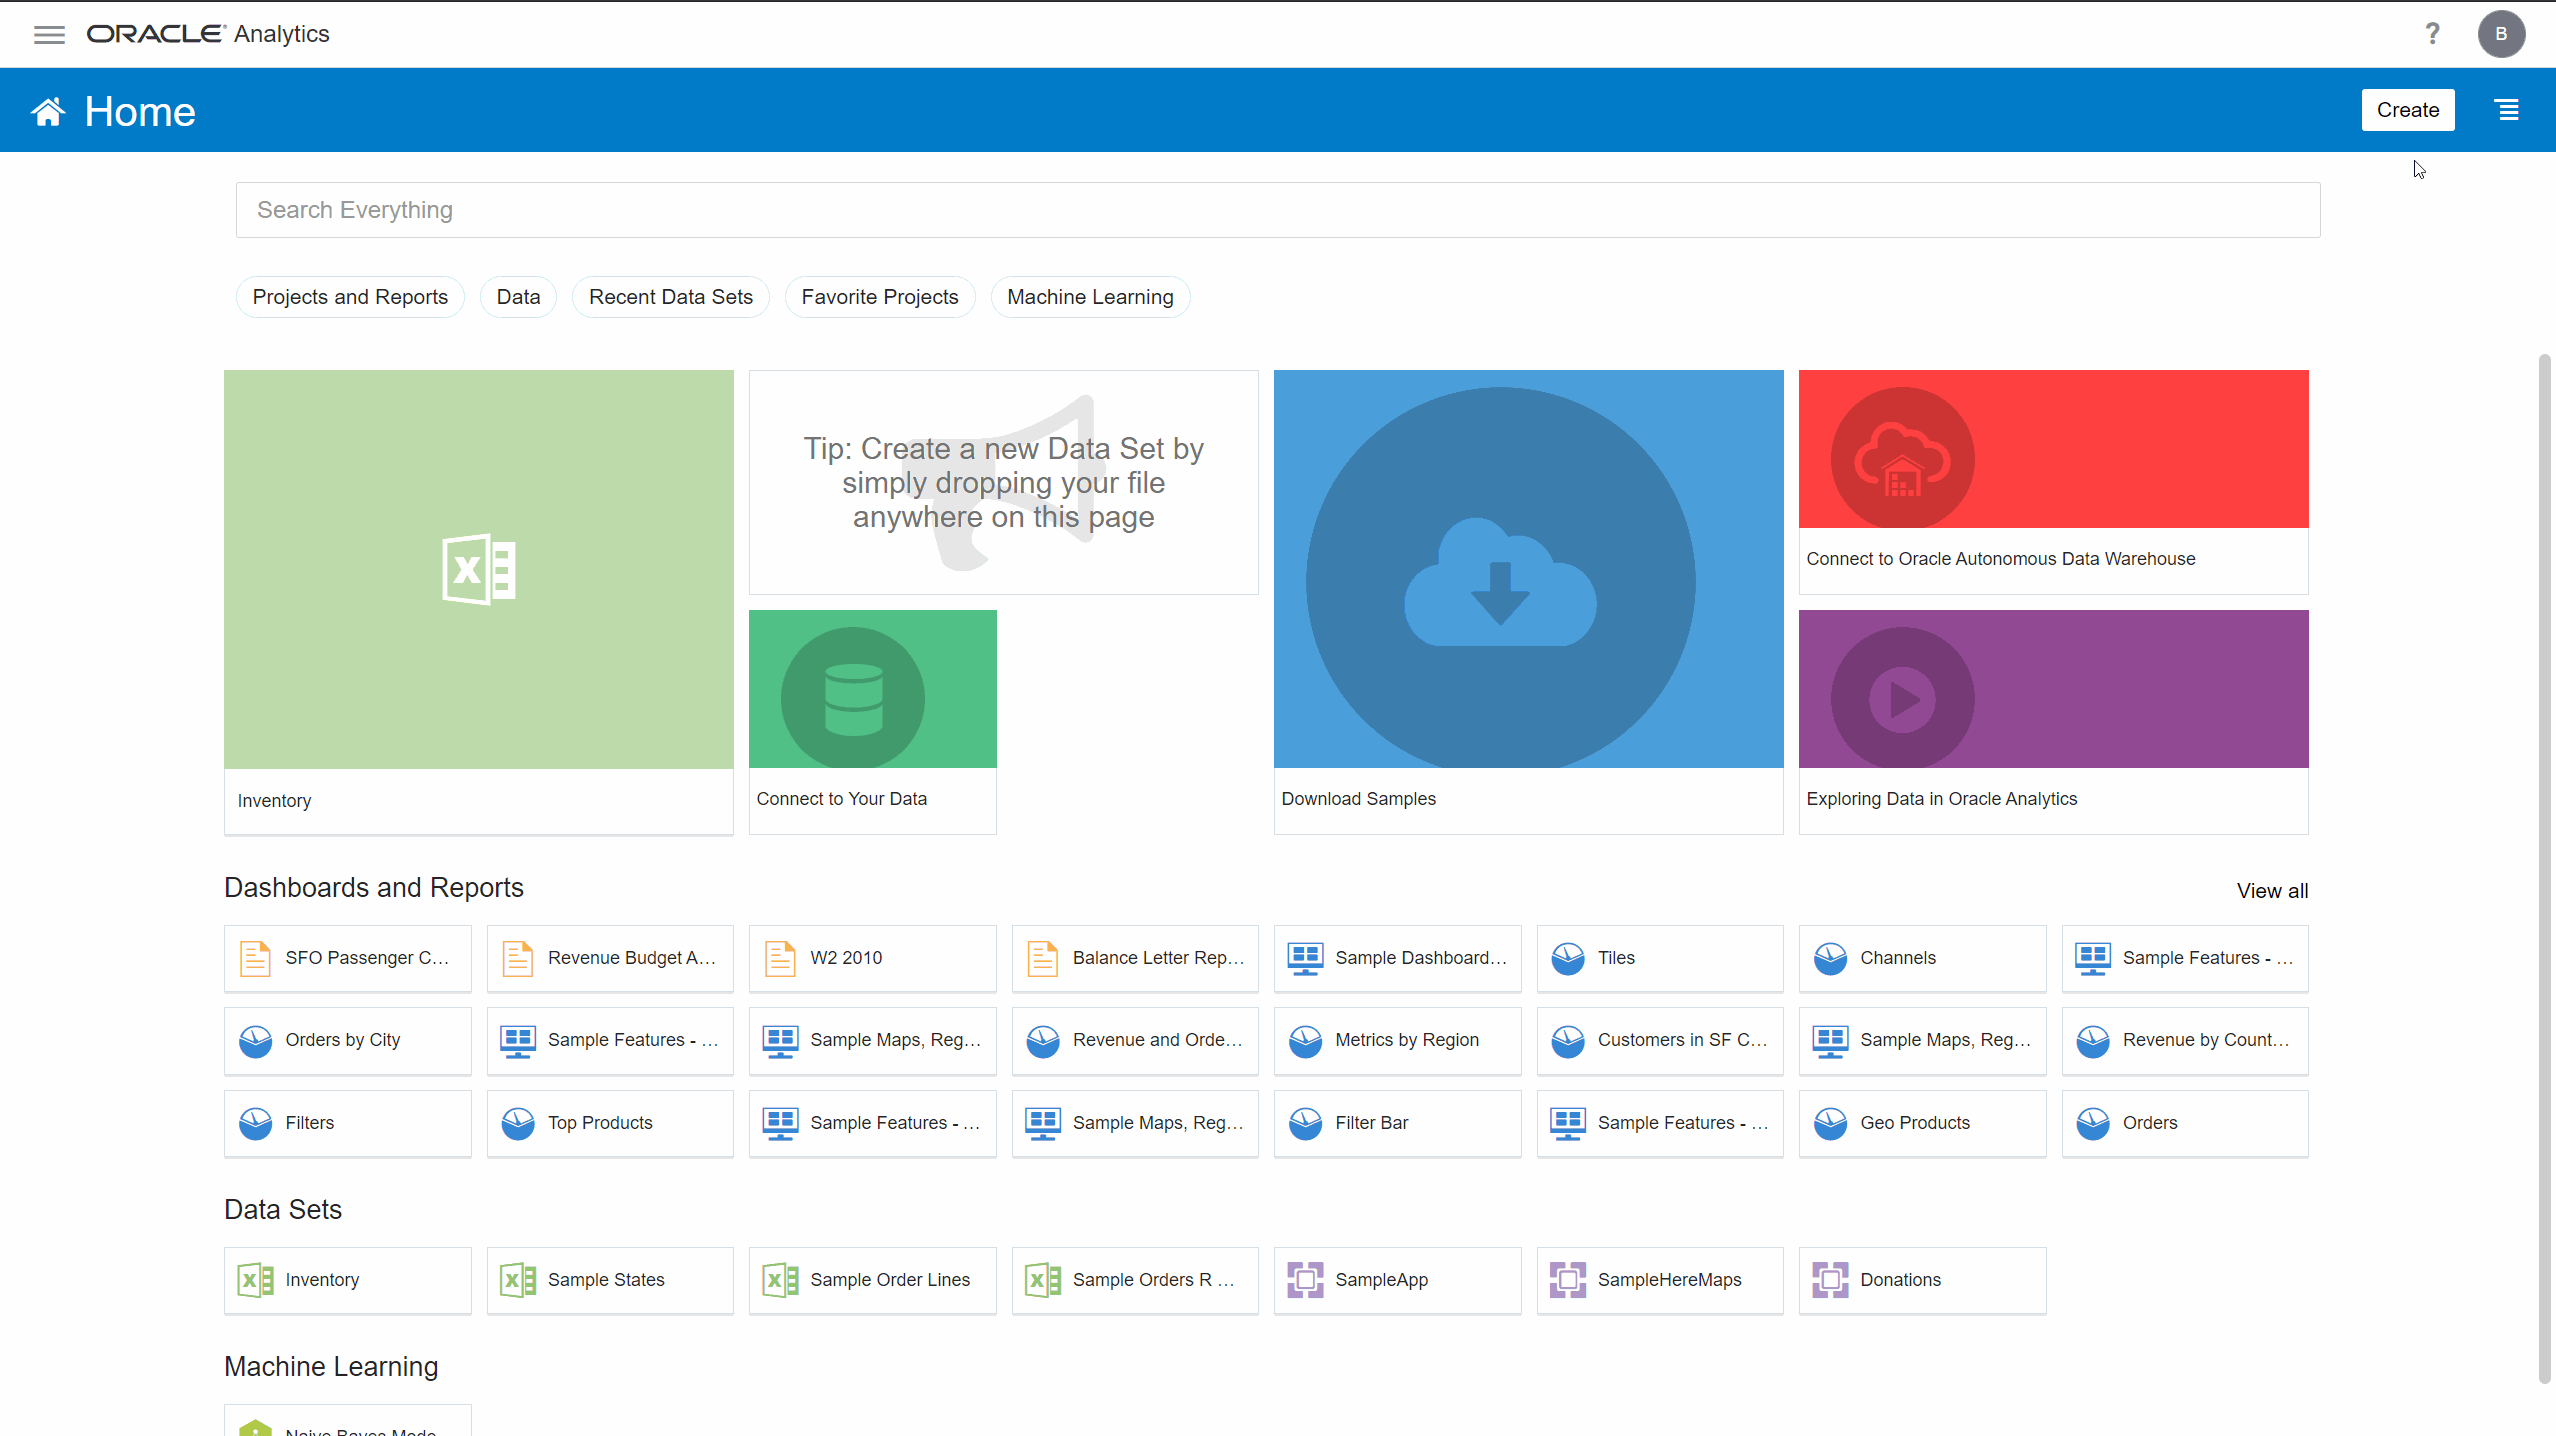 ORACLE Analytics
?
B
Home
Create
Search Everything
Projects and Reports
Data
Recent Data Sets
Favorite Projects
Machine Learning
Tip: Create a new Data Set by
simply dropping your file
anywhere on this page
Connect to Oracle Autonomous Data Warehouse
Inventory
Connect to Your Data
Download Samples
Exploring Data in Oracle Analytics
Dashboards and Reports
View all
SFO Passenger C...
Revenue Budget A...
W2 2010
Balance Letter Rep...
Sample Dashboard...
Tiles
Channels
Sample Features - ...
Orders by City
Sample Features - ...
Sample Maps, Reg...
Revenue and Orde...
Metrics by Region
Customers in SF C...
Sample Maps, Reg...
Revenue by Count...
Filters
Top Products
Sample Features - ...
Sample Maps, Reg...
Filter Bar
Sample Features - ...
Geo Products
Orders
Data Sets
Inventory
Sample States
Sample Order Lines
Sample Orders R ...
SampleApp
SampleHereMaps
Donations
Machine Learning
Naive Bayes Mode...